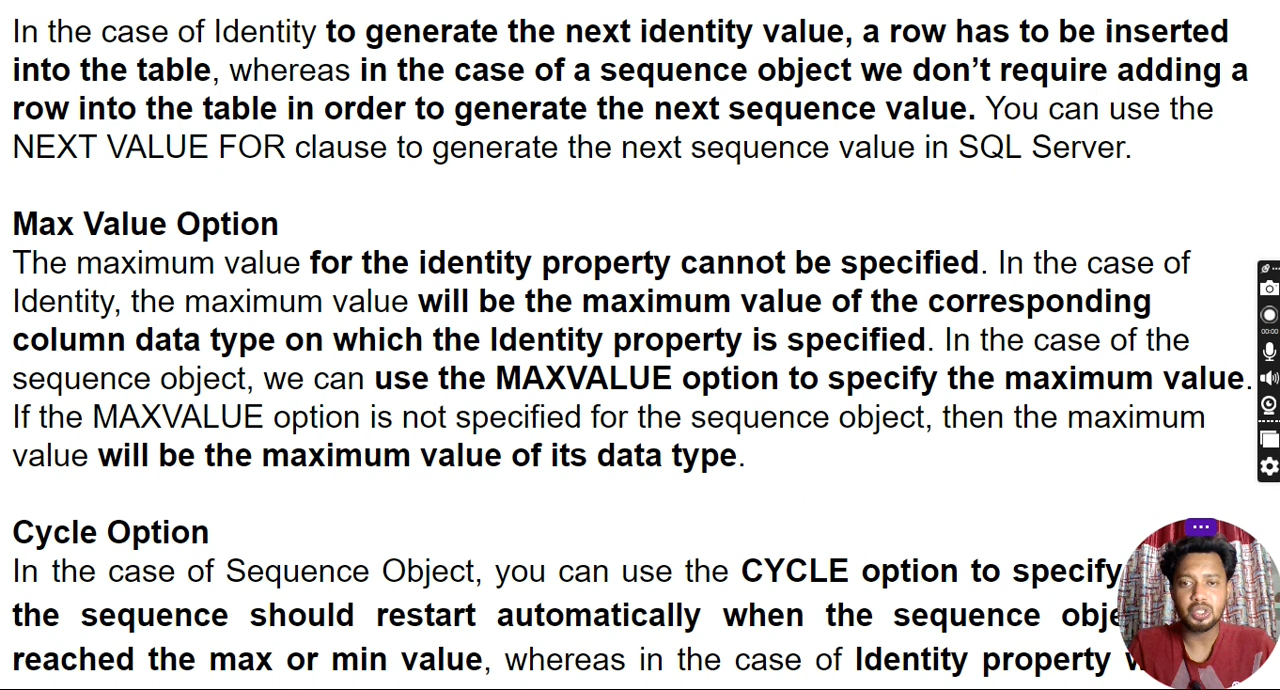 In the case of Identity to generate the next identity value, a row has to be inserted
into the table, whereas in the case of a sequence object we don’t require adding a
row into the table in order to generate the next sequence value. You can use the
NEXT VALUE FOR clause to generate the next sequence value in SQL Server.
Max Value Option
The maximum value for the identity property cannot be specified. In the case of
Identity, the maximum value will be the maximum value of the corresponding
column data type on which the Identity property is specified. In the case of the
sequence object, we can use the MAXVALUE option to specify the maximum value.
If the MAXVALUE option is not specified for the sequence object, then the maximum
value will be the maximum value of its data type.
Cycle Option
In the case of Sequence Object, you can use the CYCLE option to specify
the sequence should restart automatically when the sequence
reached the max or min value, whereas in the case of Identity property
00:00